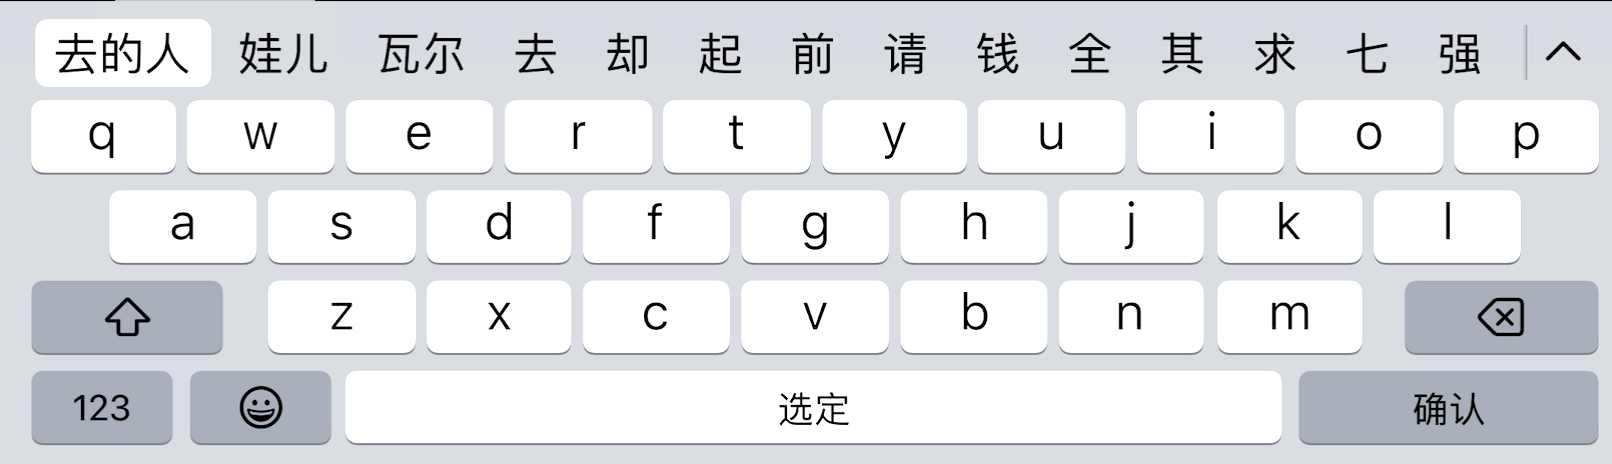 去的人 娃儿 瓦尔 去 却 起 前 请 钱 全 其 求 七 强
q w e r t y u i o p
a s d f g h j k l
z x c v b n m
123 选定 确认